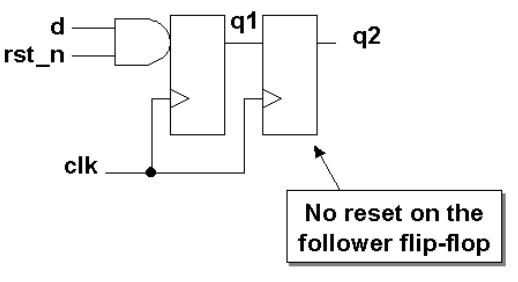 d
rst_n
q1
q2
clk
No reset on the
follower flip-flop